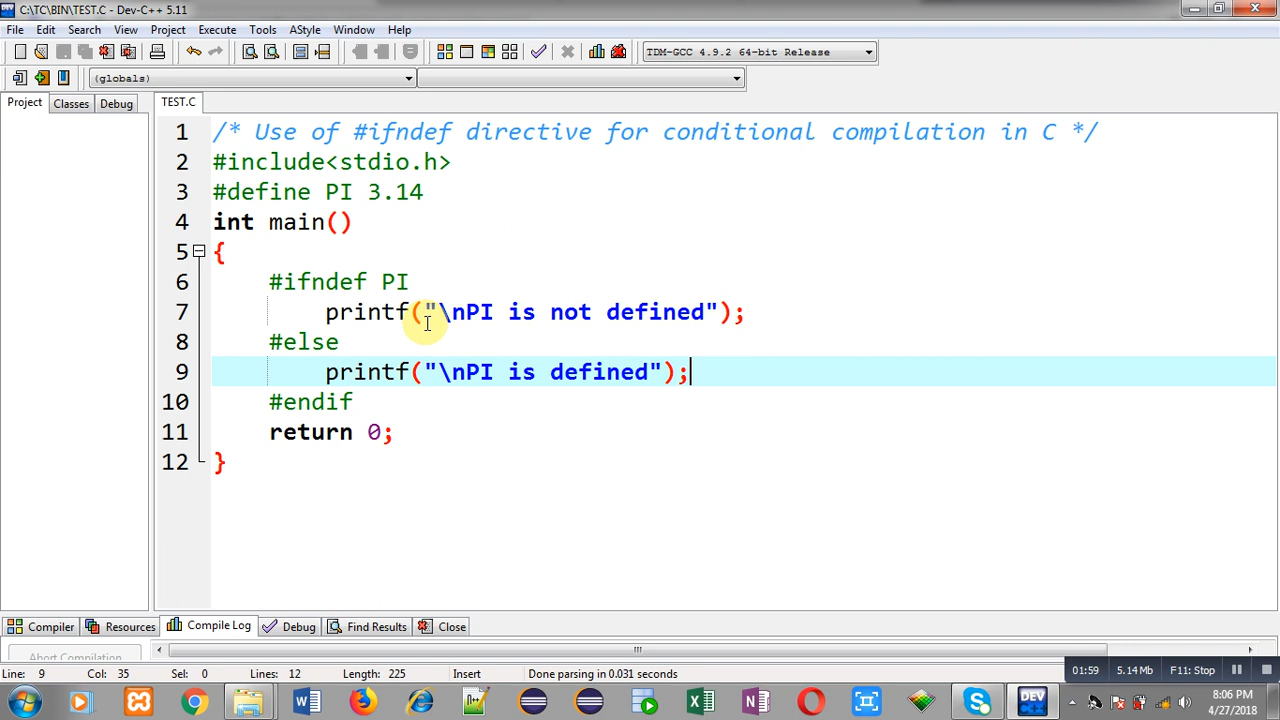 C:\TC\BIN\TEST.C - Dev-C++ 5.11
File Edit Search View Project Execute Tools AStyle Window Help
TDM-GCC 4.9.2 64-bit Release
(globals)
Project Classes Debug TEST.C
1 /* Use of #ifndef directive for conditional compilation in C */
2 #include<stdio.h>
3 #define PI 3.14
4 int main()
5 {
6 #ifndef PI
7 printf("\nPI is not defined");
8 #else
9 printf("\nPI is defined");
10 #endif
11 return 0;
12 }
Compiler Resources Compile Log Debug Find Results Close
Abort Compilation
Line: 9 Col: 35 Sel: 0 Lines: 12 Length: 225 Insert Done parsing in 0.031 seconds 01:59 5.14 Mb F11: Stop
DEV
8:06 PM
4/27/2018